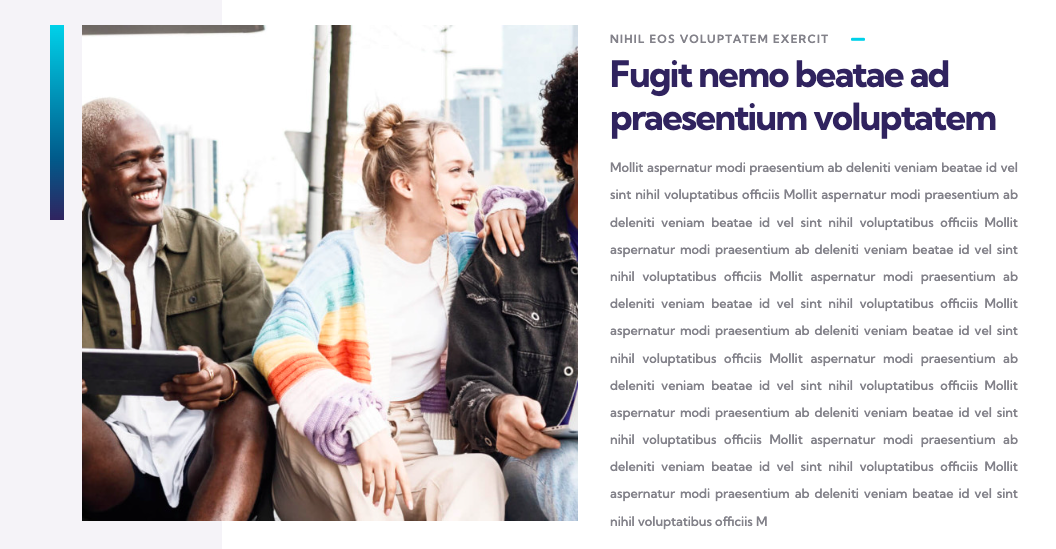 NIHIL EOS VOLUPTATEM EXERCIT
Fugit nemo beatae ad
praesentium voluptatem
Mollit aspernatur modi praesentium ab deleniti veniam beatae id vel
sint nihil voluptatibus officiis Mollit aspernatur modi praesentium ab
deleniti veniam beatae id vel sint nihil voluptatibus officiis Mollit
aspernatur modi praesentium ab deleniti veniam beatae id vel sint
nihil voluptatibus officiis Mollit aspernatur modi praesentium ab
deleniti veniam beatae id vel sint nihil voluptatibus officiis Mollit
aspernatur modi praesentium ab deleniti veniam beatae id vel sint
nihil voluptatibus officiis Mollit aspernatur modi praesentium ab
deleniti veniam beatae id vel sint nihil voluptatibus officiis Mollit
aspernatur modi praesentium ab deleniti veniam beatae id vel sint
nihil voluptatibus officiis Mollit aspernatur modi praesentium ab
deleniti veniam beatae id vel sint nihil voluptatibus officiis Mollit
aspernatur modi praesentium ab deleniti veniam beatae id vel sint
nihil voluptatibus officiis M